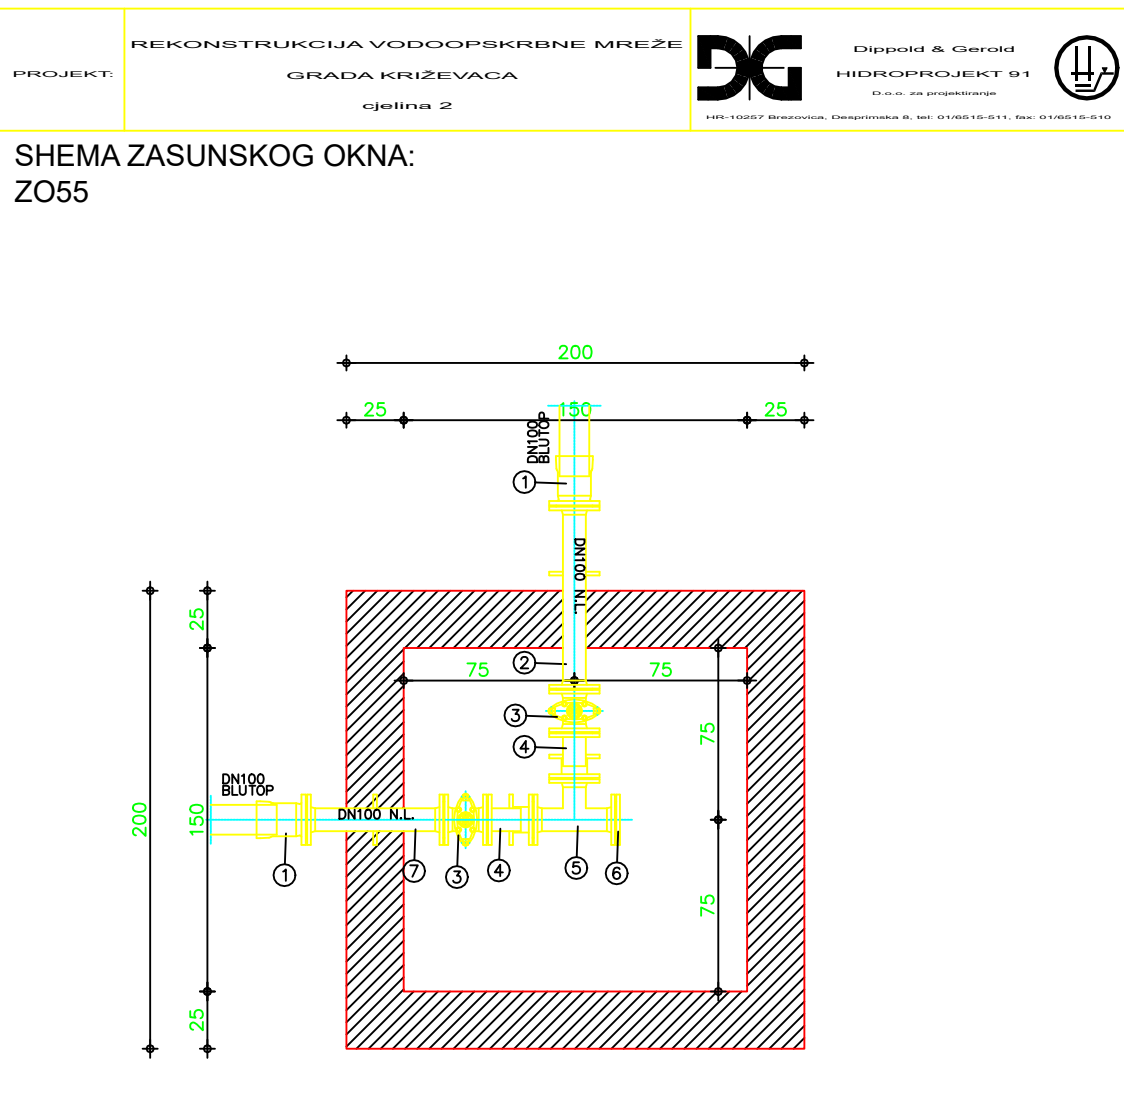 PROJEKT:
REKONSTRUKCIJA VODOOPSKRBNE MREŽE
GRADA KRIŽEVACA
cjelina 2
DG
Dippold & Gerold
HIDROPROJEKT 91
D.o.o. za projektiranje
HR-10257 Brezovica, Desprimska 8, tel: 01/6515-511, fax: 01/6515-510
SHEMA ZASUNSKOG OKNA:
ZO55
200
25
150
25
DN100
BLUTOP
1
DN100 N.L.
25
2
75
75
3
75
4
DN100
BLUTOP
200
150
DN100 N.L.
1
7
3
4
5
6
75
25